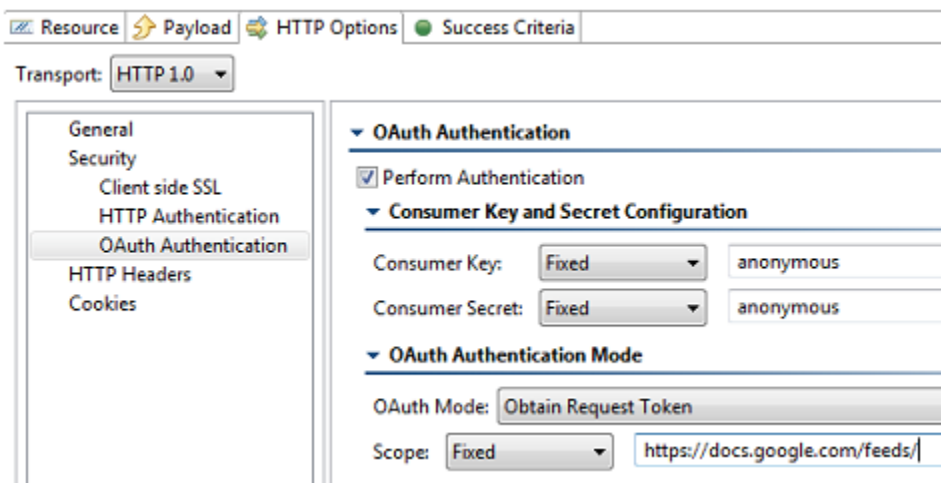 Resource Payload HTTP Options Success Criteria
Transport: HTTP 1.0
General
Security
Client side SSL
HTTP Authentication
OAuth Authentication
HTTP Headers
Cookies
OAuth Authentication
Perform Authentication
Consumer Key and Secret Configuration
Consumer Key: Fixed anonymous
Consumer Secret: Fixed anonymous
OAuth Authentication Mode
OAuth Mode: Obtain Request Token
Scope: Fixed https://docs.google.com/feeds/